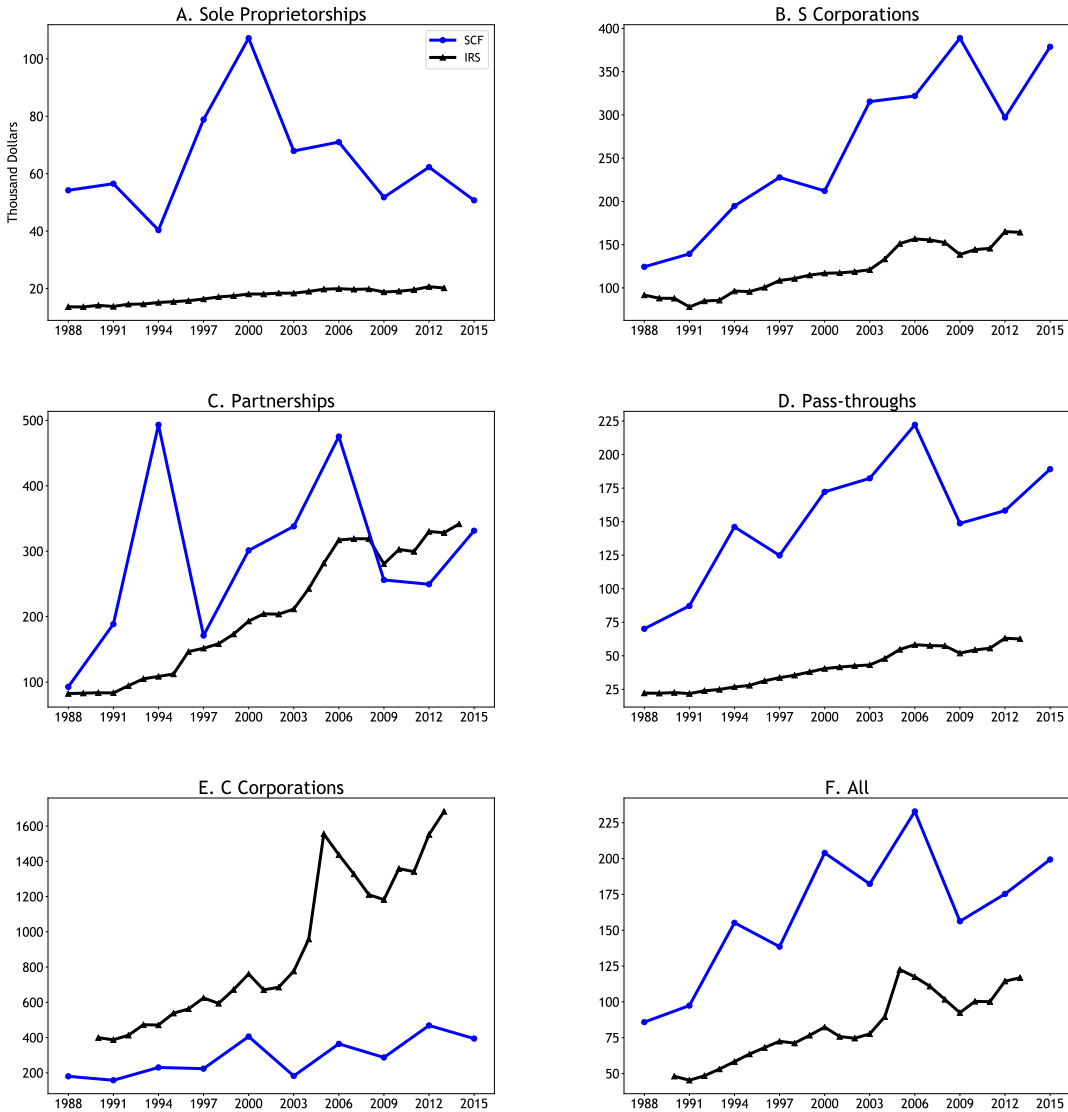 A. Sole Proprietorships
SCF
IRS
Thousand Dollars
100
80
60
40
20
1988 1991 1994 1997 2000 2003 2006 2009 2012 2015
B. S Corporations
400
350
300
250
200
150
100
1988 1991 1994 1997 2000 2003 2006 2009 2012 2015
C. Partnerships
500
400
300
200
100
1988 1991 1994 1997 2000 2003 2006 2009 2012 2015
D. Pass-throughs
225
200
175
150
125
100
75
50
25
1988 1991 1994 1997 2000 2003 2006 2009 2012 2015
E. C Corporations
1600
1400
1200
1000
800
600
400
200
1988 1991 1994 1997 2000 2003 2006 2009 2012 2015
F. All
225
200
175
150
125
100
75
50
1988 1991 1994 1997 2000 2003 2006 2009 2012 2015